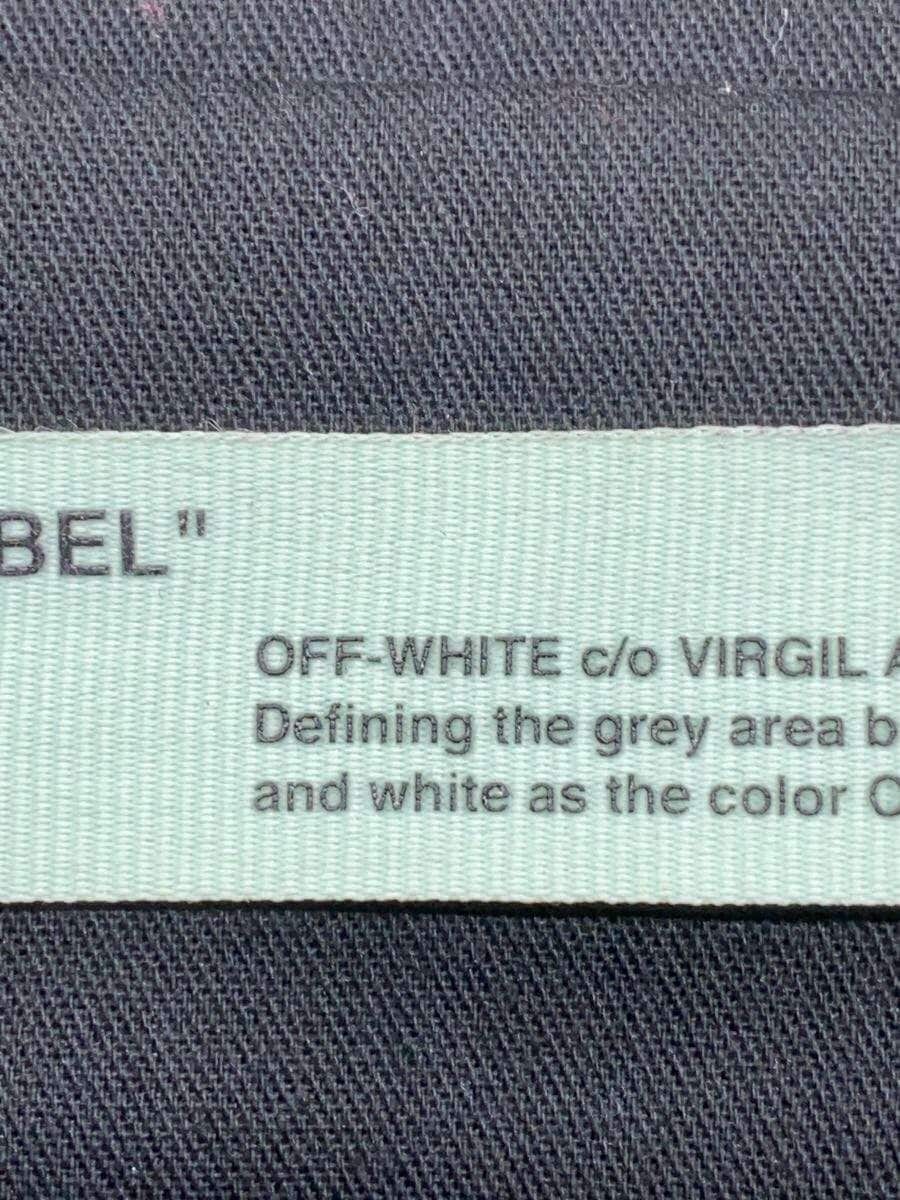 BEL"
OFF-WHITE c/o VIRGIL A
Defining the grey area b
and white as the color O